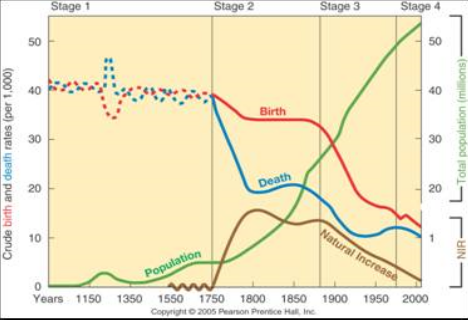 Stage 1 Stage 2 Stage 3 Stage 4
Crude birth and death rates (per 1,000)
50
40
30
20
10
0
Birth
Death
Population
Natural Increase
50
40
30
20
1
0
Total population (millions)
NIR
Years 1150 1350 1550 1750 1800 1850 1900 1950 2000
Copyright © 2005 Pearson Prentice Hall, Inc.